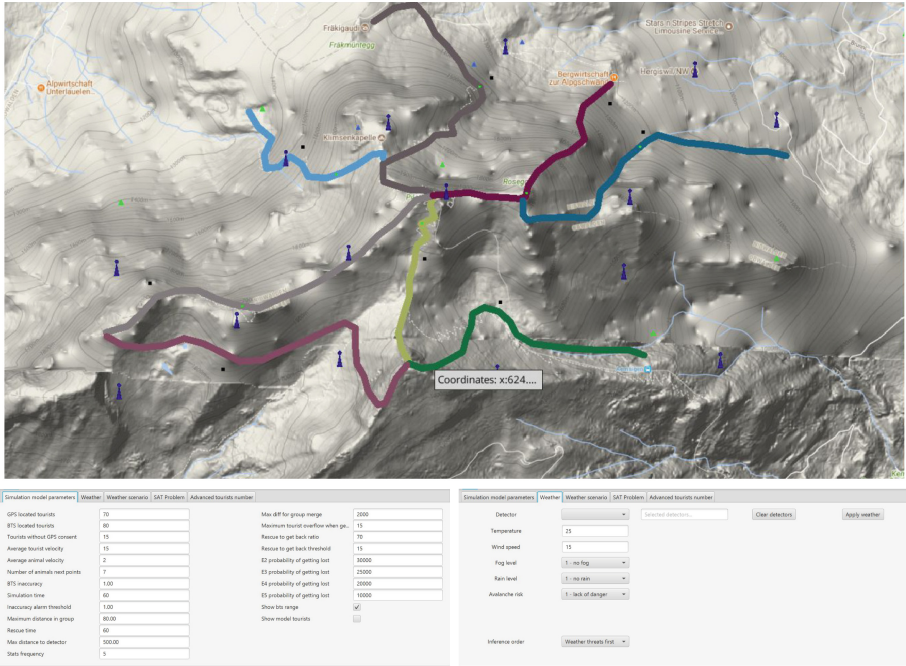 Fräkigaudi
Fräkmüntegg
Stars n Stripes Stretch
Limousine Service...
Alpwirtschaft
Unterlauelen
Bergwirtschaft
zur Alpgschwänd
Hergiswil NW
Klimsenkapelle
Coordinates: x:624....
Simulation model parameters Weather Weather scenario SAT Problem Advanced tourists number
GPS located tourists 70 Max diff for group merge 2000
BTS located tourists 80 Maximum tourist overflow when ge... 15
Tourists without GPS consent 15 Rescue to get back ratio 70
Average tourist velocity 15 Rescue to get back threshold 15
Average animal velocity 2 E2 probability of getting lost 30000
Number of animals next points 7 E3 probability of getting lost 25000
BTS inaccuracy 1.00 E4 probability of getting lost 20000
Simulation time 60 E5 probability of getting lost 10000
Inaccuracy alarm threshold 1.00 Show bts range
Maximum distance in group 80.00 Show model tourists
Rescue time 60
Max distance to detector 500.00
Stats frequency 5
Simulation model parameters Weather Weather scenario SAT Problem Advanced tourists number
Detector Selected detectors... Clear detectors Apply weather
Temperature 25
Wind speed 15
Fog level 1 - no fog
Rain level 1 - no rain
Avalanche risk 1 - lack of danger
Inference order Weather threats first